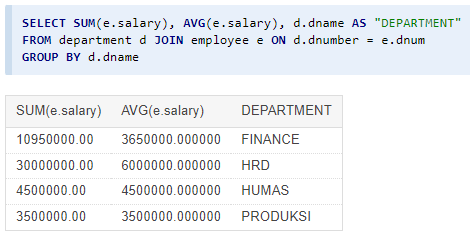 SELECT SUM(e.salary), AVG(e.salary), d.dname AS "DEPARTMENT"
FROM department d JOIN employee e ON d.dnumber = e.dnum
GROUP BY d.dname
SUM(e.salary) AVG(e.salary) DEPARTMENT
10950000.00 3650000.000000 FINANCE
30000000.00 6000000.000000 HRD
4500000.00 4500000.000000 HUMAS
3500000.00 3500000.000000 PRODUKSI